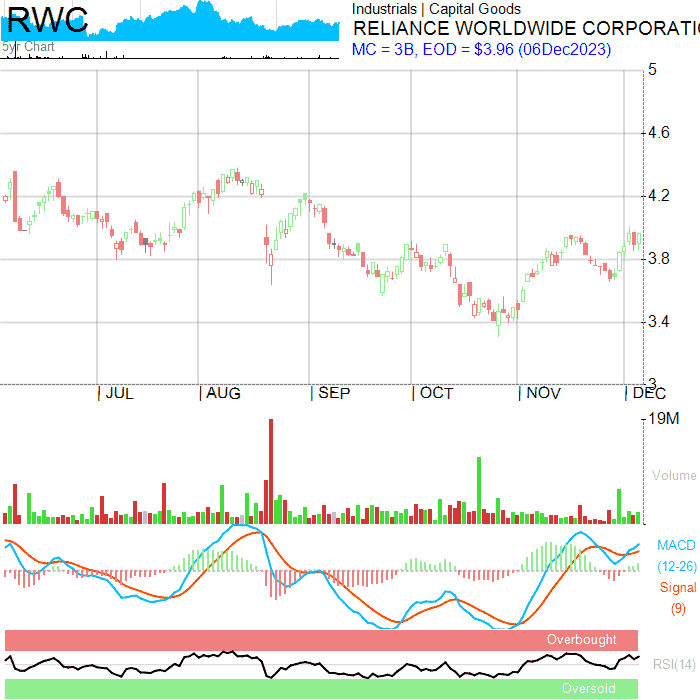 RWC
5yr Chart
Industrials | Capital Goods
RELIANCE WORLDWIDE CORPORATI
MC = 3B, EOD = $3.96 (06Dec2023)
5
4.6
4.2
3.8
3.4
3
| JUL
| AUG
| SEP
| OCT
| NOV
| DEC
19M
Volume
MACD
(12-26)
Signal
(9)
Overbought
RSI(14)
Oversold